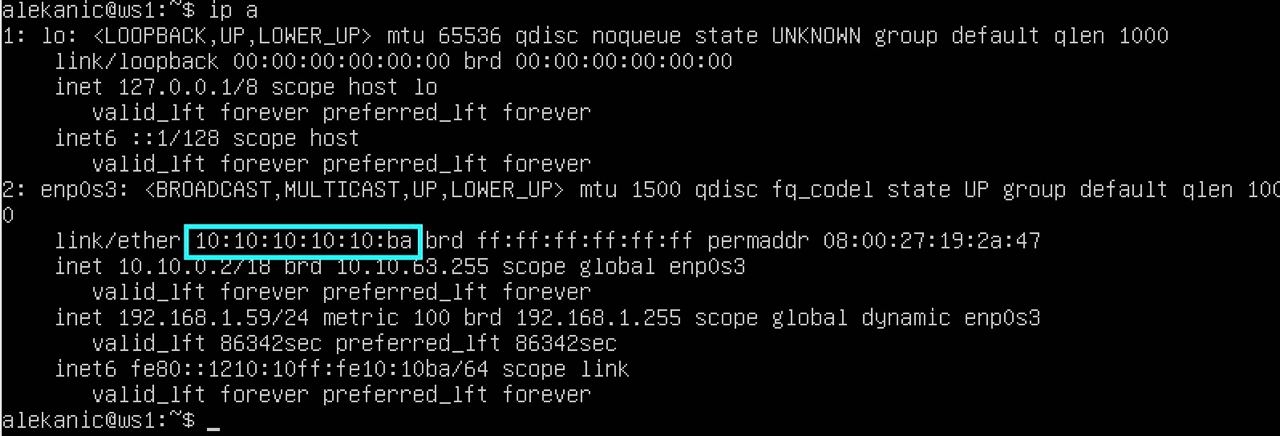 alekanic@ws1:~$ ip a
1: lo: <LOOPBACK,UP,LOWER_UP> mtu 65536 qdisc noqueue state UNKNOWN group default qlen 1000
    link/loopback 00:00:00:00:00:00 brd 00:00:00:00:00:00
    inet 127.0.0.1/8 scope host lo
       valid_lft forever preferred_lft forever
    inet6 ::1/128 scope host
       valid_lft forever preferred_lft forever
2: enp0s3: <BROADCAST,MULTICAST,UP,LOWER_UP> mtu 1500 qdisc fq_codel state UP group default qlen 100
0
    link/ether 10:10:10:10:10:ba brd ff:ff:ff:ff:ff:ff permaddr 08:00:27:19:2a:47
    inet 10.10.0.2/18 brd 10.10.63.255 scope global enp0s3
       valid_lft forever preferred_lft forever
    inet 192.168.1.59/24 metric 100 brd 192.168.1.255 scope global dynamic enp0s3
       valid_lft 86342sec preferred_lft 86342sec
    inet6 fe80::1210:10ff:fe10:10ba/64 scope link
       valid_lft forever preferred_lft forever
alekanic@ws1:~$ _